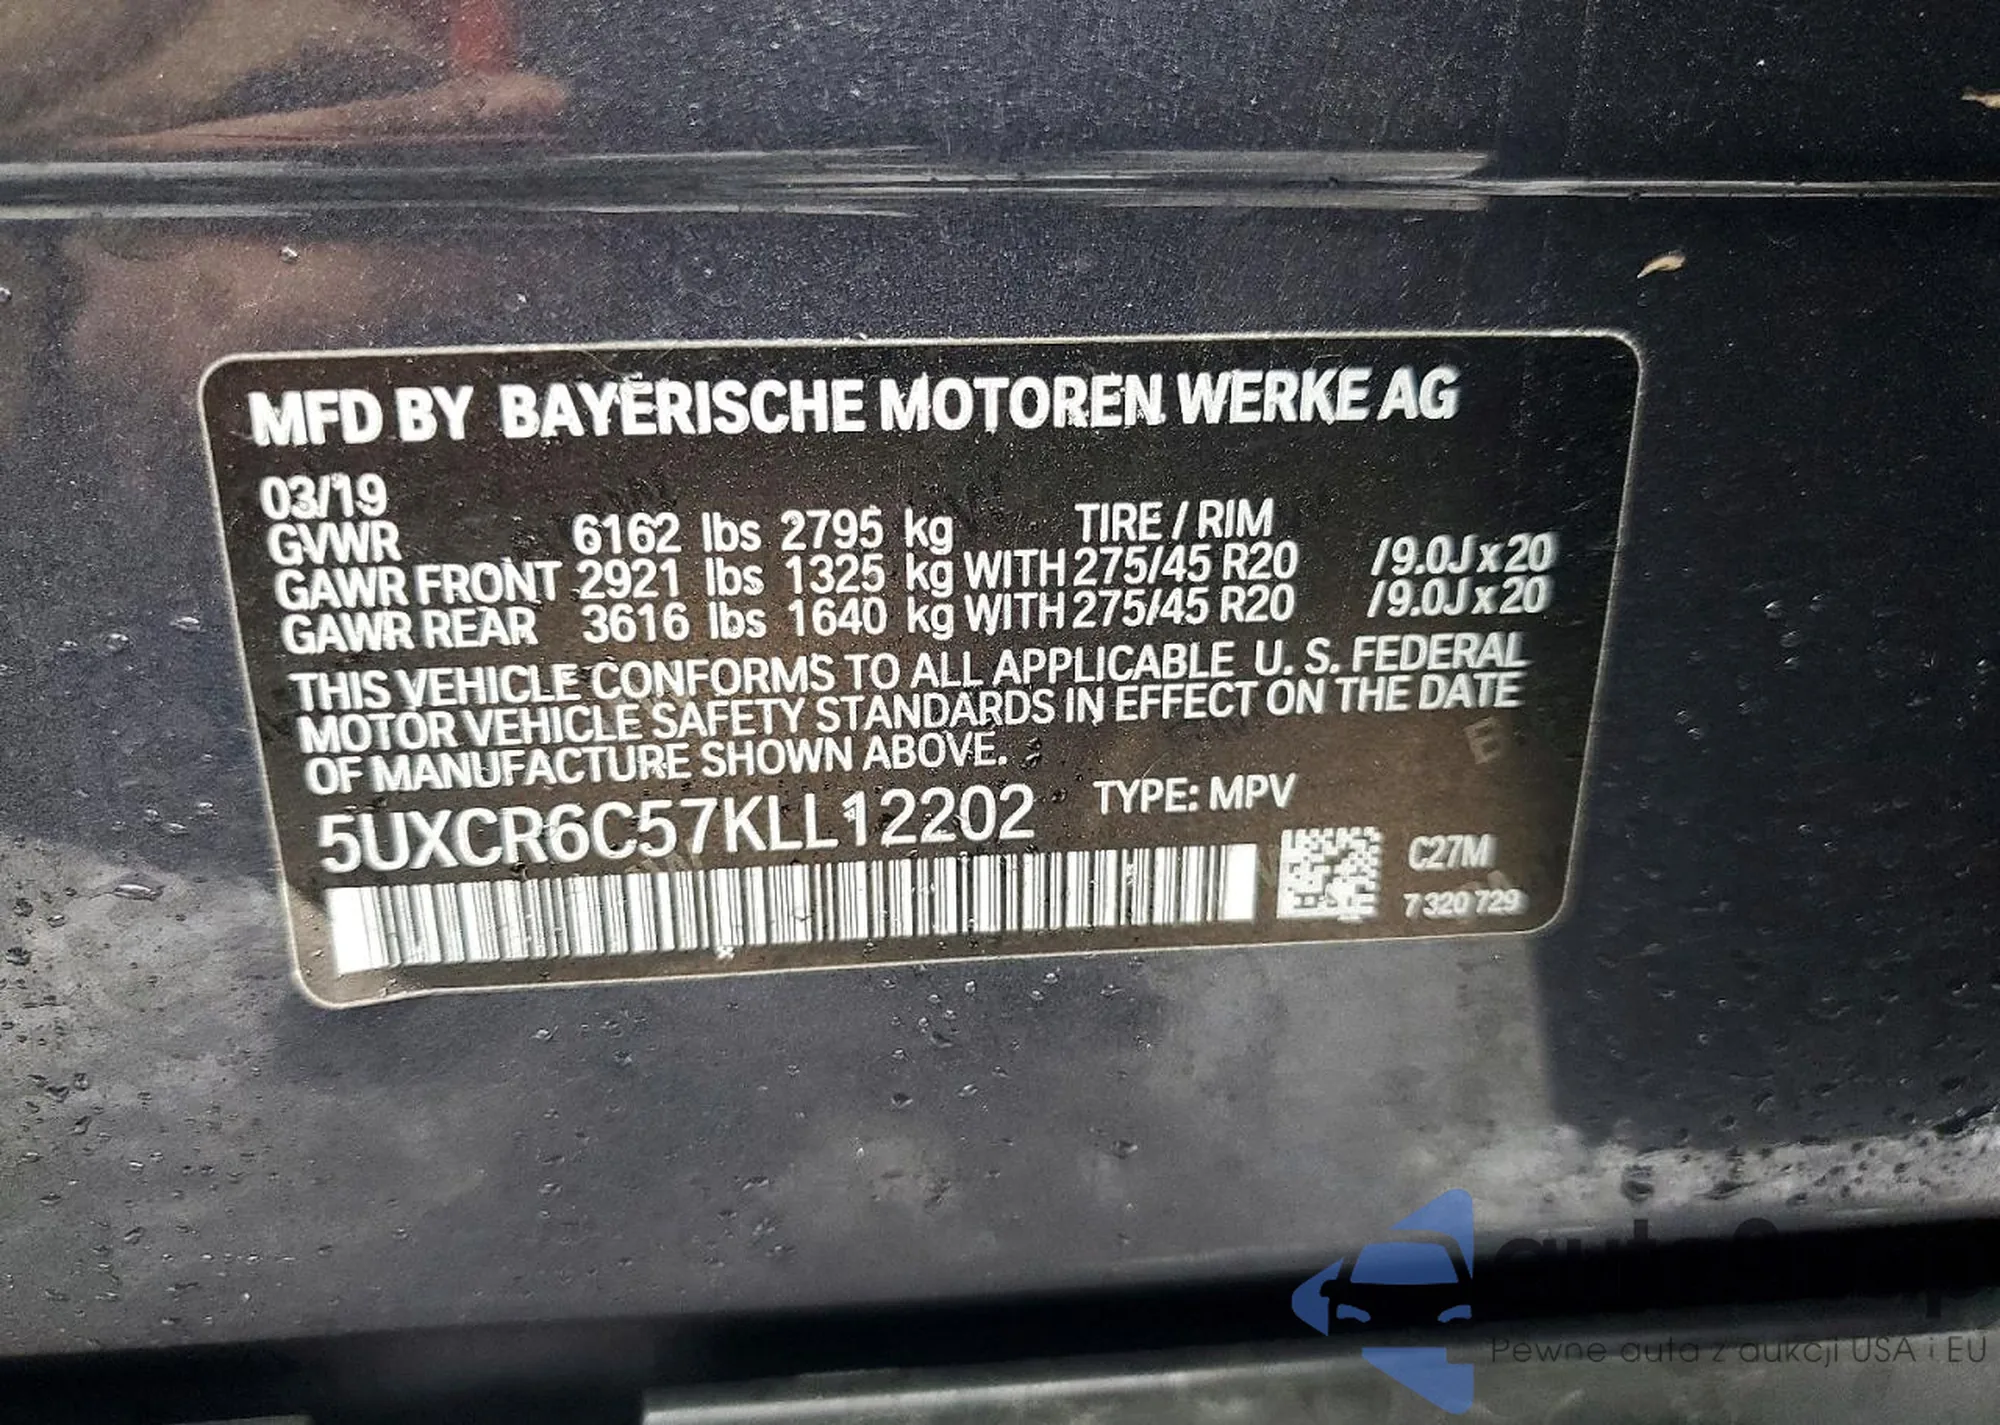 MFD BY BAYERISCHE MOTOREN WERKE AG
03/19 TIRE / RIM
GVWR 6162 lbs 2795 kg
GAWR FRONT 2921 lbs 1325 kg WITH 275/45 R20 /9.0J x 20
GAWR REAR 3616 lbs 1640 kg WITH 275/45 R20 /9.0J x 20
THIS VEHICLE CONFORMS TO ALL APPLICABLE U. S. FEDERAL
MOTOR VEHICLE SAFETY STANDARDS IN EFFECT ON THE DATE
OF MANUFACTURE SHOWN ABOVE.
5UXCR6C57KLL12202 TYPE: MPV
C27M
7 320 729
Pewne auta z aukcji USA i EU